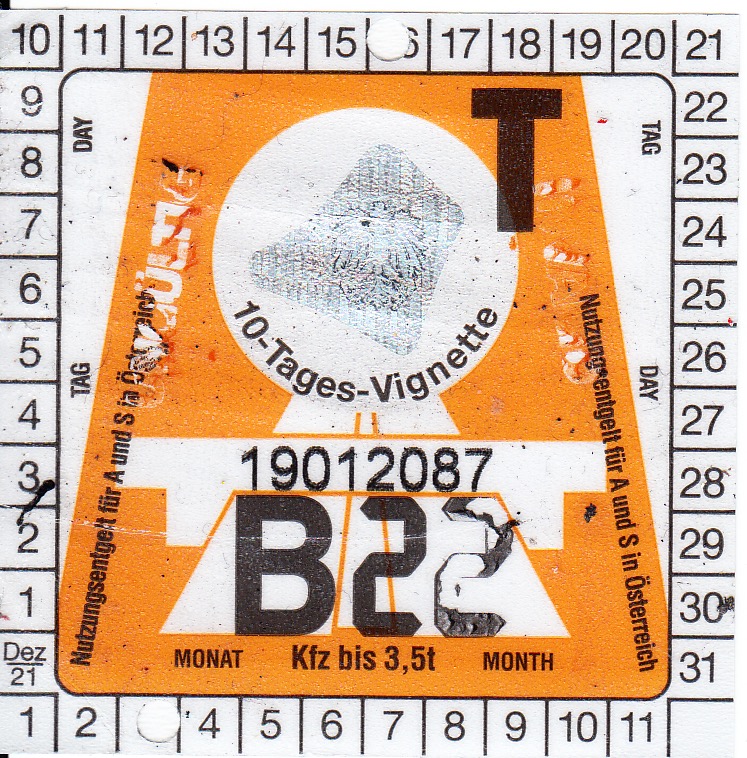 10 11 12 13 14 15 16 17 18 19 20 21
9 22
8 23
7 24
6 25
5 26
4 27
3 28
2 29
1 30
Dez 21 31
1 2 4 5 6 7 8 9 10 11
DAY
TAG
T
10-Tages-Vignette
TAG
DAY
Nutzungsentgelt für A und S in Österreich
Nutzungsentgelt für A und S in Österreich
19012087
B22
MONAT Kfz bis 3,5t MONTH